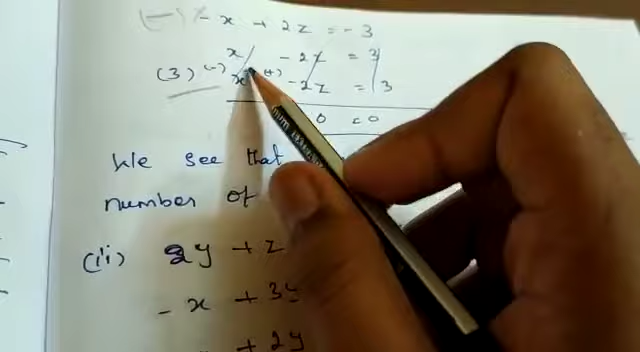 (-) -x + 2z = -3
x - 2z = 3
(3) (-) x (+) - 2z = 3
0 = 0
We see that
number of
(ii) 2y + z
- x + 3y
+ 2y